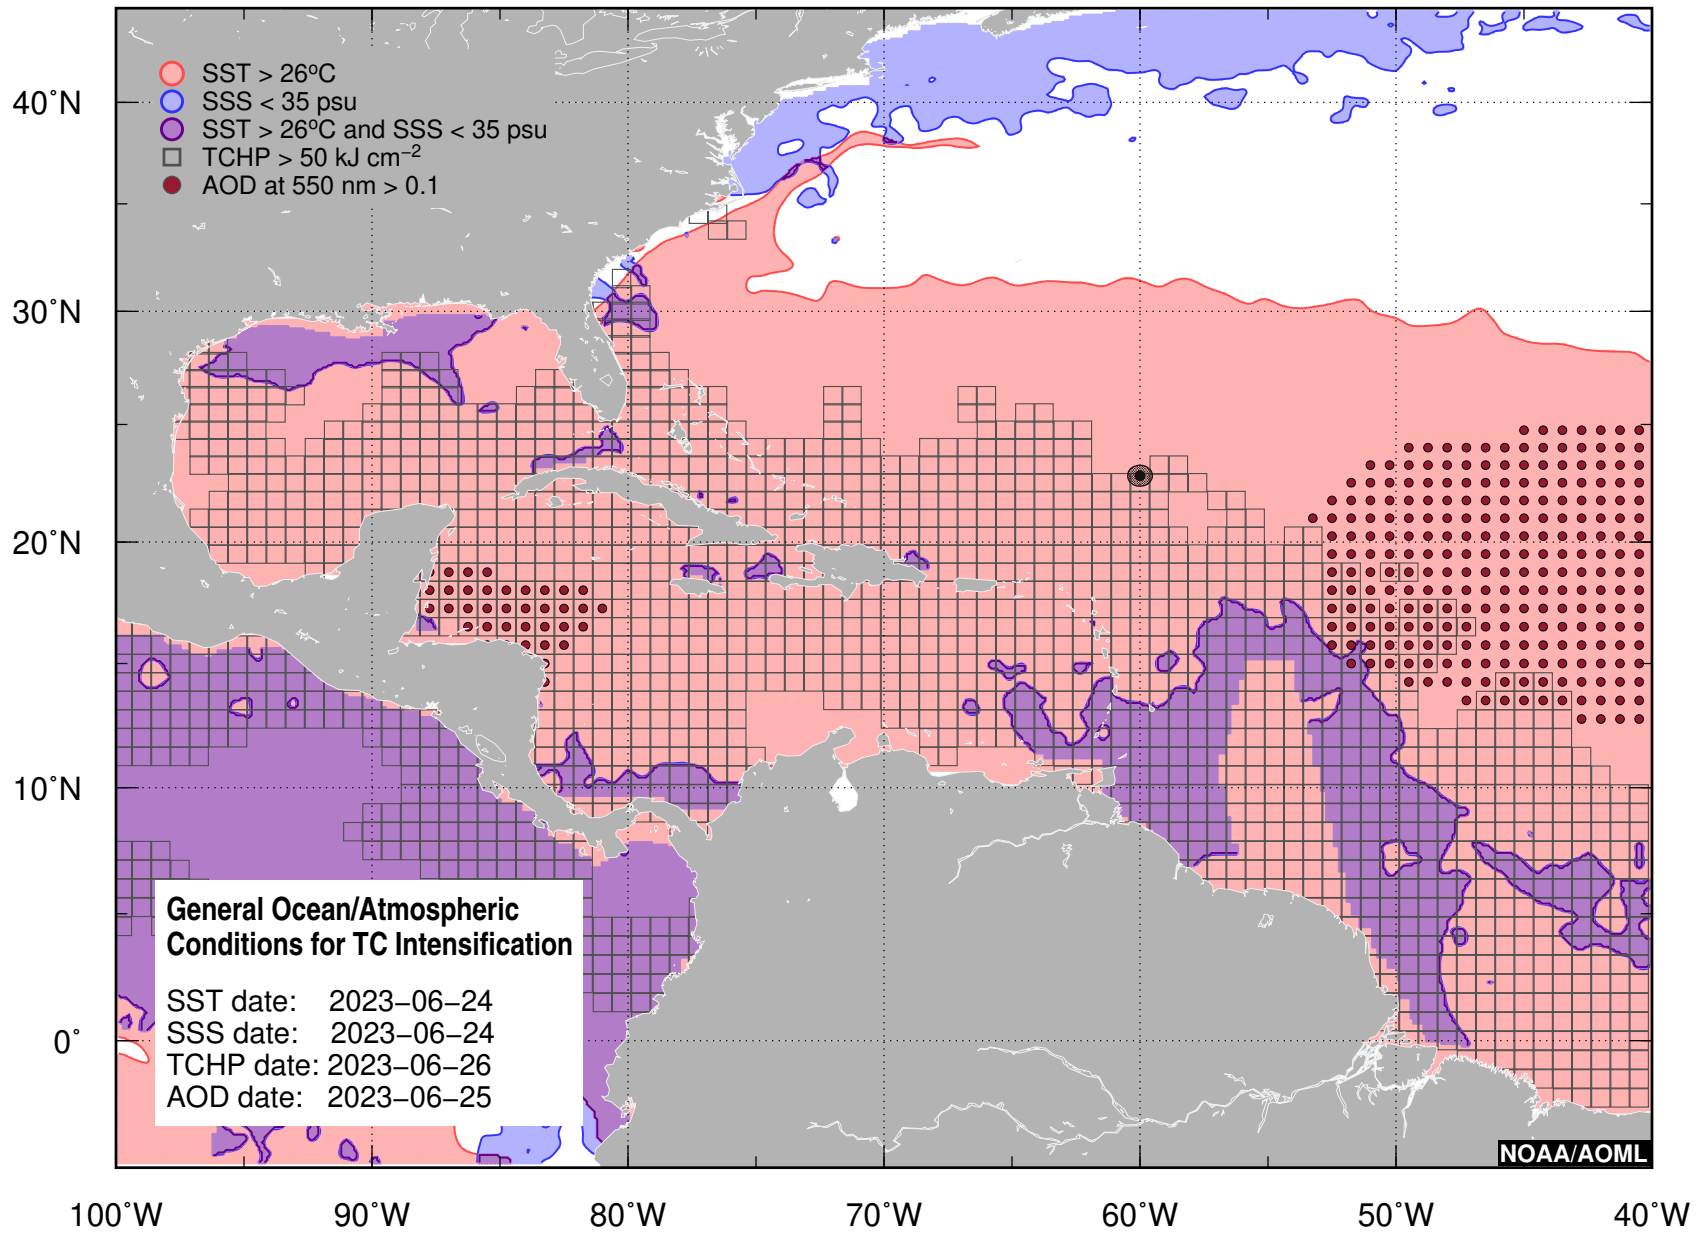 SST > 26ºC
SSS < 35 psu
SST > 26ºC and SSS < 35 psu
TCHP > 50 kJ cm⁻²
AOD at 550 nm > 0.1
40˚N
30˚N
20˚N
10˚N
0˚
General Ocean/Atmospheric
Conditions for TC Intensification
SST date: 2023−06−24
SSS date: 2023−06−24
TCHP date: 2023−06−26
AOD date: 2023−06−25
NOAA/AOML
100˚W 90˚W 80˚W 70˚W 60˚W 50˚W 40˚W